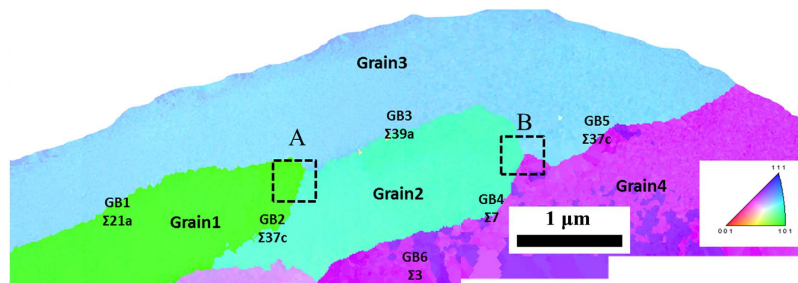 Grain3
GB3
Σ39a
A
B
GB5
Σ37c
GB1
Σ21a
Grain1
GB2
Σ37c
Grain2
GB4
Σ7
Grain4
GB6
Σ3
1 μm
111
001
101